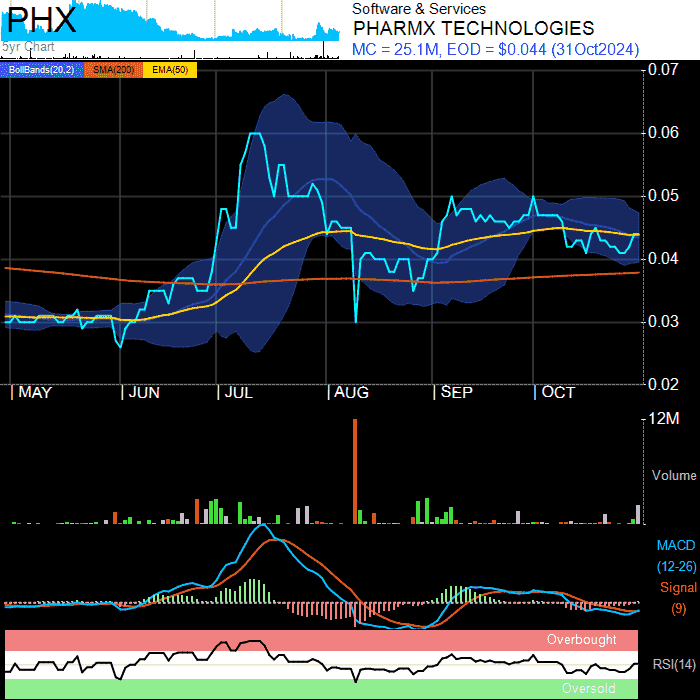 PHX
5yr Chart
Software & Services
PHARMX TECHNOLOGIES
MC = 25.1M, EOD = $0.044 (31Oct2024)
BollBands(20,2) SMA(200) EMA(50)
0.07
0.06
0.05
0.04
0.03
0.02
MAY JUN JUL AUG SEP OCT
12M
Volume
MACD
(12-26)
Signal
(9)
Overbought
RSI(14)
Oversold